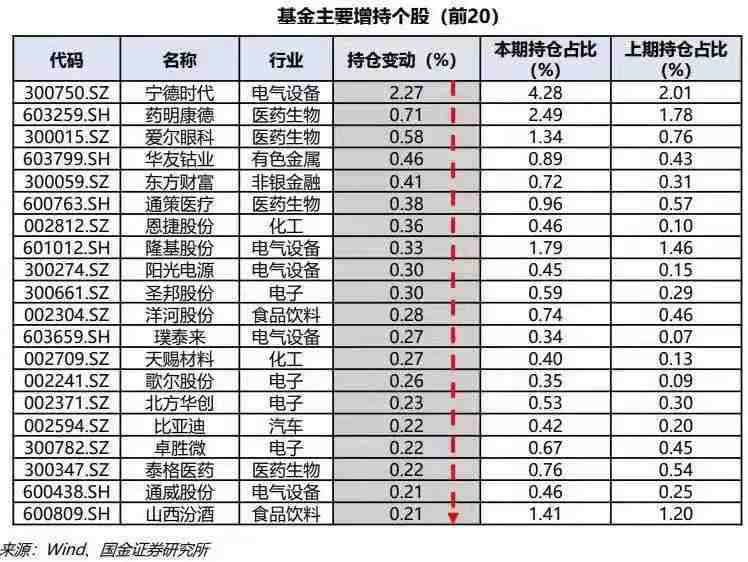 基金主要增持个股（前20）
代码 名称 行业 持仓变动（%） 本期持仓占比（%） 上期持仓占比（%）
300750.SZ 宁德时代 电气设备 2.27 4.28 2.01
603259.SH 药明康德 医药生物 0.71 2.49 1.78
300015.SZ 爱尔眼科 医药生物 0.58 1.34 0.76
603799.SH 华友钴业 有色金属 0.46 0.89 0.43
300059.SZ 东方财富 非银金融 0.41 0.72 0.31
600763.SH 通策医疗 医药生物 0.38 0.96 0.57
002812.SZ 恩捷股份 化工 0.36 0.46 0.10
601012.SH 隆基股份 电气设备 0.33 1.79 1.46
300274.SZ 阳光电源 电气设备 0.30 0.45 0.15
300661.SZ 圣邦股份 电子 0.30 0.59 0.29
002304.SZ 洋河股份 食品饮料 0.28 0.74 0.46
603659.SH 璞泰来 电气设备 0.27 0.34 0.07
002709.SZ 天赐材料 化工 0.27 0.40 0.13
002241.SZ 歌尔股份 电子 0.26 0.35 0.09
002371.SZ 北方华创 电子 0.23 0.53 0.30
002594.SZ 比亚迪 汽车 0.22 0.42 0.20
300782.SZ 卓胜微 电子 0.22 0.67 0.45
300347.SZ 泰格医药 医药生物 0.22 0.76 0.54
600438.SH 通威股份 电气设备 0.21 0.46 0.25
600809.SH 山西汾酒 食品饮料 0.21 1.41 1.20
来源：Wind、国金证券研究所